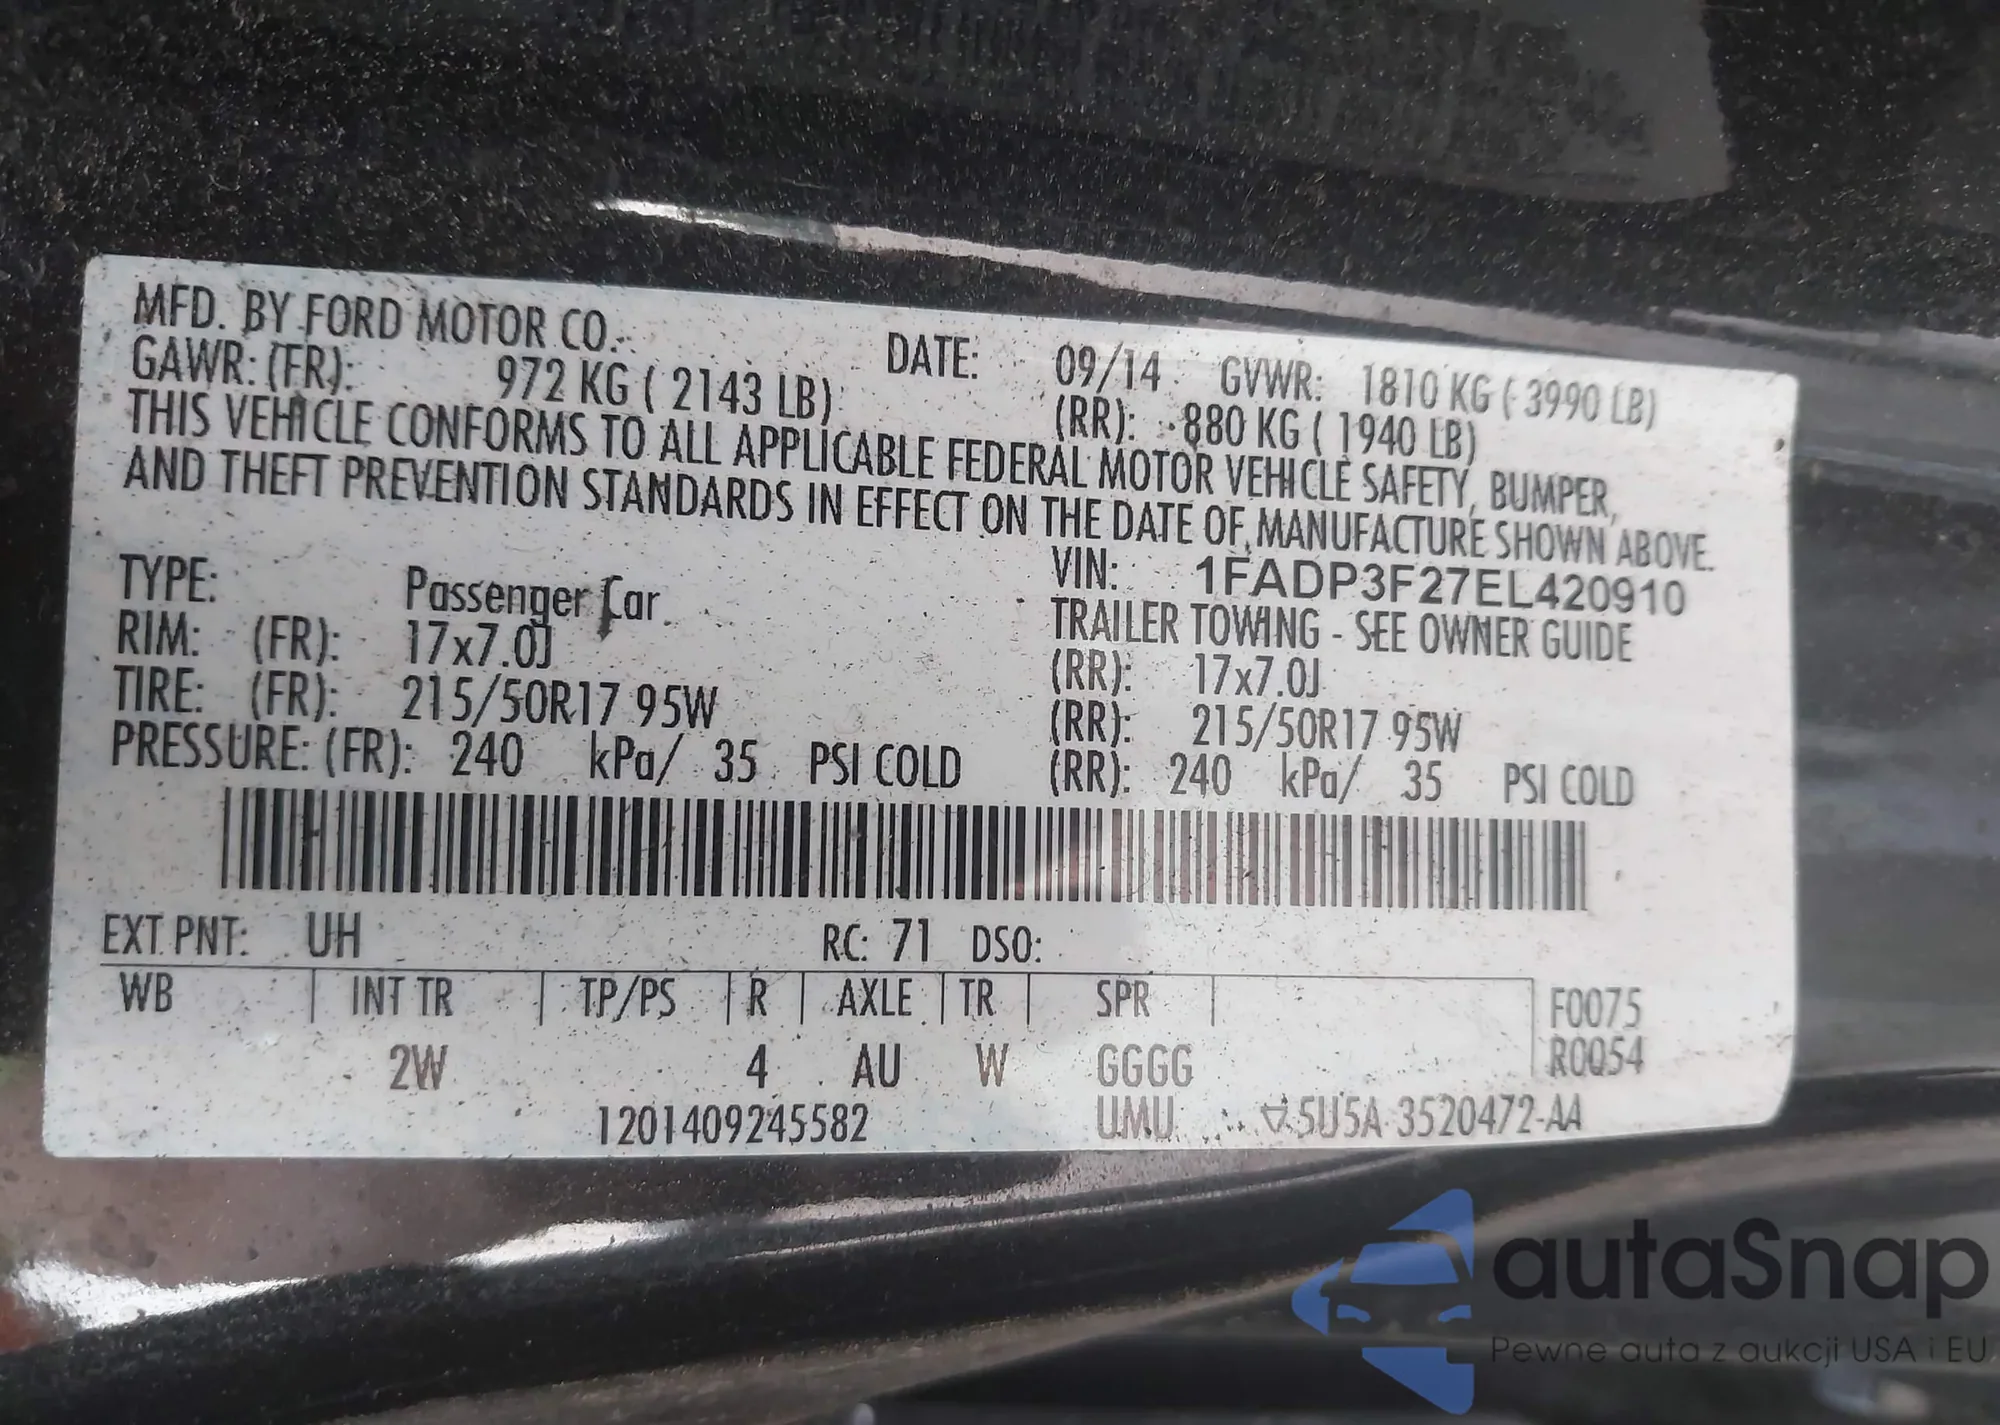 MFD. BY FORD MOTOR CO.
DATE: 09/14 GVWR: 1810 KG ( 3990 LB)
GAWR: (FR): 972 KG ( 2143 LB) (RR): 880 KG ( 1940 LB)
THIS VEHICLE CONFORMS TO ALL APPLICABLE FEDERAL MOTOR VEHICLE SAFETY, BUMPER,
AND THEFT PREVENTION STANDARDS IN EFFECT ON THE DATE OF MANUFACTURE SHOWN ABOVE.
VIN: 1FADP3F27EL420910
TYPE: Passenger Car TRAILER TOWING - SEE OWNER GUIDE
RIM: (FR): 17x7.0J (RR): 17x7.0J
TIRE: (FR): 215/50R17 95W (RR): 215/50R17 95W
PRESSURE: (FR): 240 kPa/ 35 PSI COLD (RR): 240 kPa/ 35 PSI COLD
EXT PNT: UH RC: 71 DSO:
WB INT TR TP/PS R AXLE TR SPR F0075
2W 4 AU W GGGG R0054
1201409245582 UMU 5U5A-3520472-AA
autaSnap
Pewne auta z aukcji USA i EU